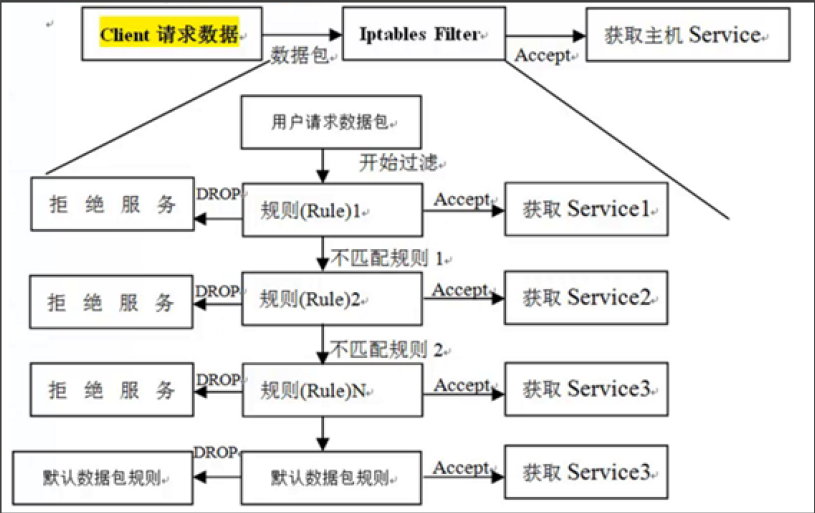 Client 请求数据
数据包
Iptables Filter
Accept
获取主机 Service
用户请求数据包
开始过滤
拒 绝 服 务
DROP
规则(Rule)1
Accept
获取 Service1
不匹配规则 1
拒 绝 服 务
DROP
规则(Rule)2
Accept
获取 Service2
不匹配规则 2
拒 绝 服 务
DROP
规则(Rule)N
Accept
获取 Service3
默认数据包规则
DROP
默认数据包规则
Accept
获取 Service3